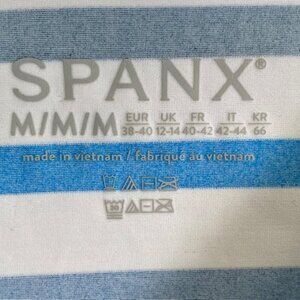 SPANX®
M/M/M EUR UK FR IT KR
38-40 12-14 40-42 42-44 66
made in vietnam / fabriqué au vietnam
30